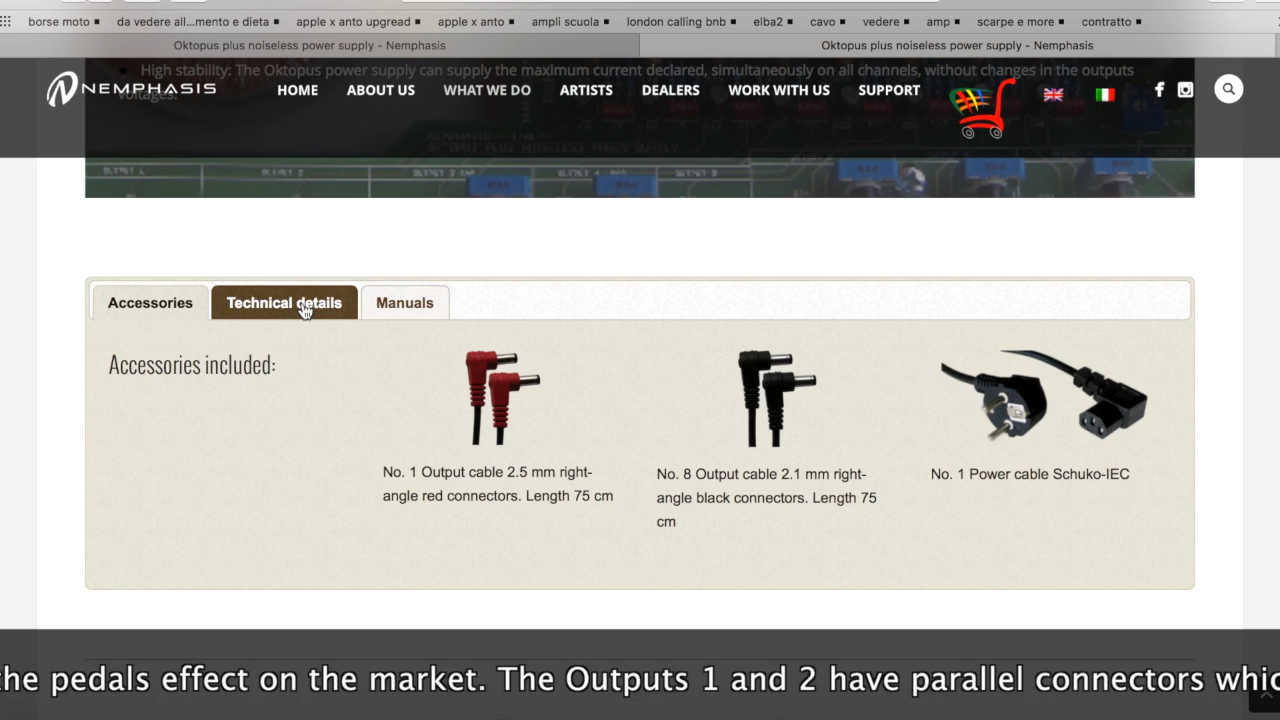 borse moto ■ da vedere all...mento e dieta ■ apple x anto upgread ■ apple x anto ■ ampli scuola ■ london calling bnb ■ elba2 ■ cavo ■ vedere ■ amp ■ scarpe e more ■ contratto ■
Oktopus plus noiseless power supply - Nemphasis Oktopus plus noiseless power supply - Nemphasis
High stability: The Oktopus power supply can supply the maximum current declared, simultaneously on all channels, without changes in the outputs
voltages.
NEMPHASIS HOME ABOUT US WHAT WE DO ARTISTS DEALERS WORK WITH US SUPPORT
Accessories Technical details Manuals
Accessories included:
No. 1 Output cable 2.5 mm right-
angle red connectors. Length 75 cm
No. 8 Output cable 2.1 mm right-
angle black connectors. Length 75
cm
No. 1 Power cable Schuko-IEC
the pedals effect on the market. The Outputs 1 and 2 have parallel connectors whic